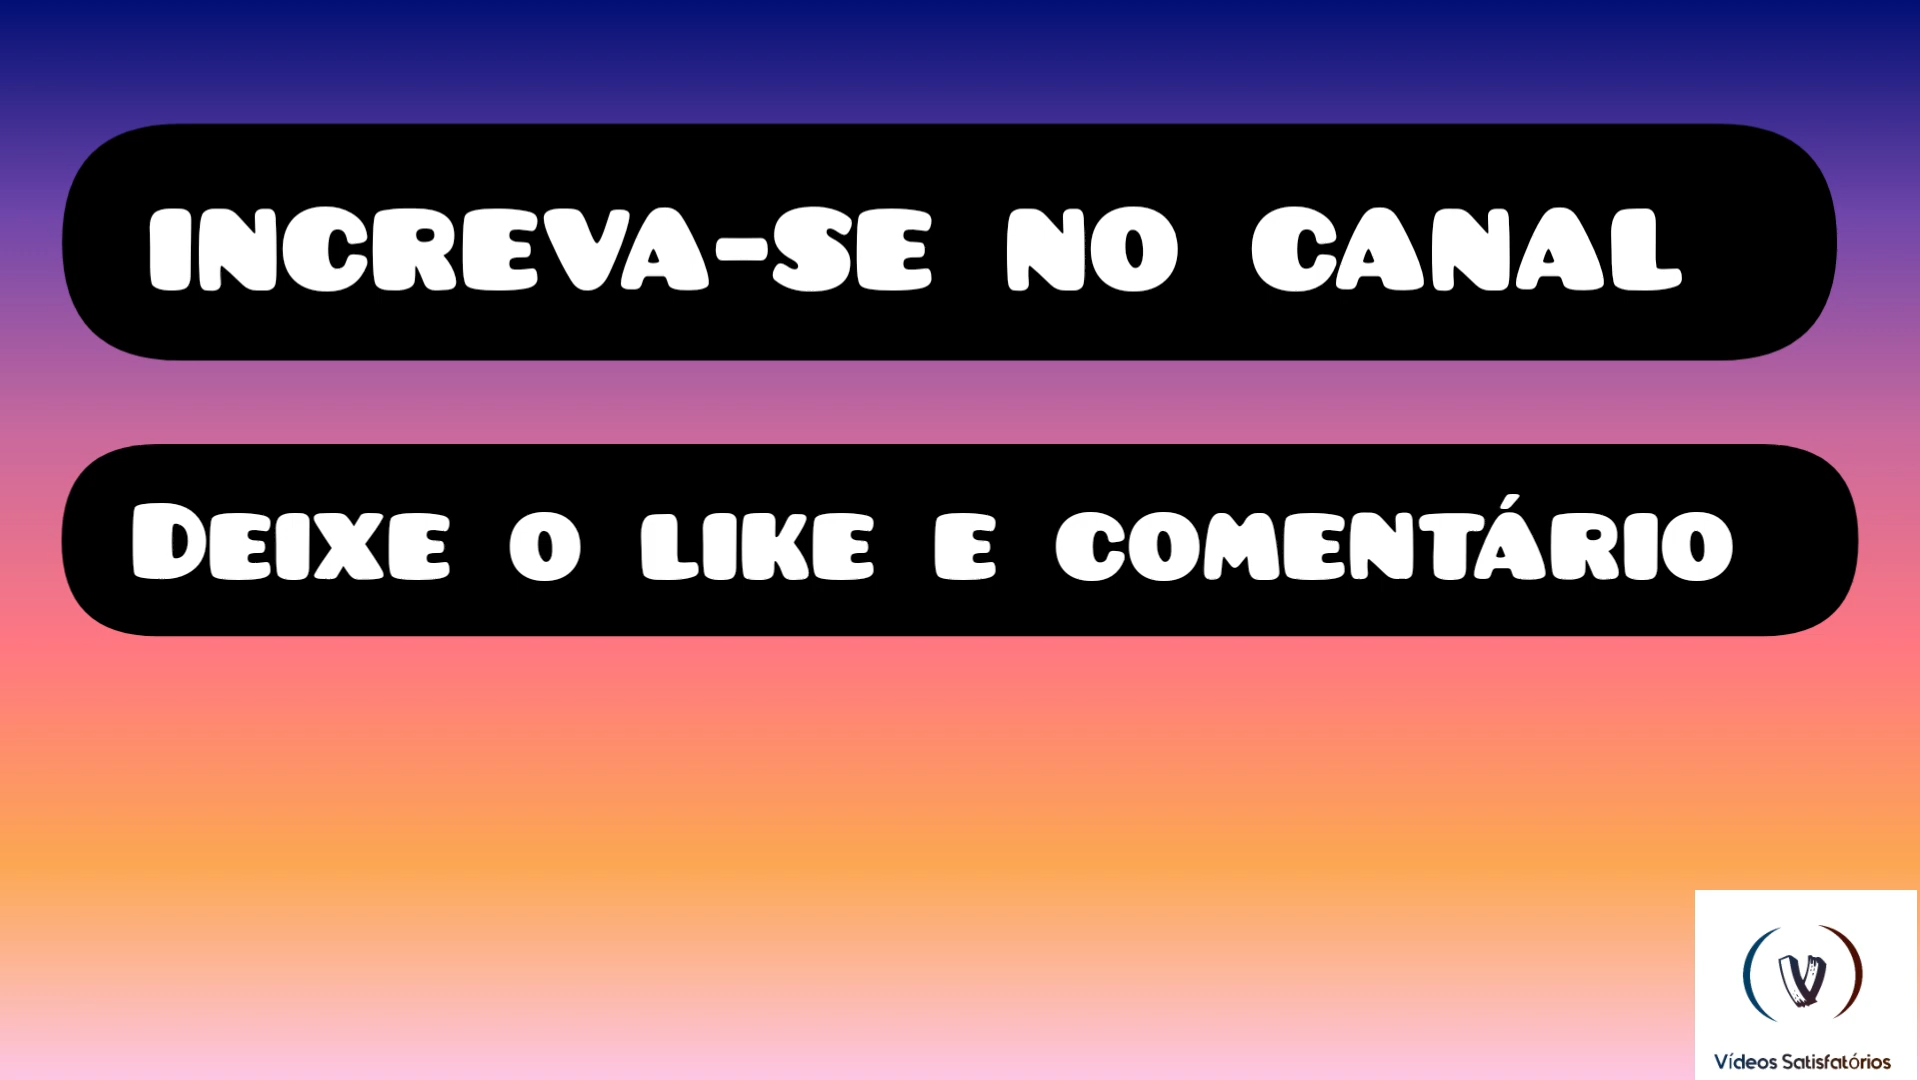 INCREVA-SE NO CANAL
DEIXE O LIKE E COMENTÁRIO
V
Vídeos Satisfatórios